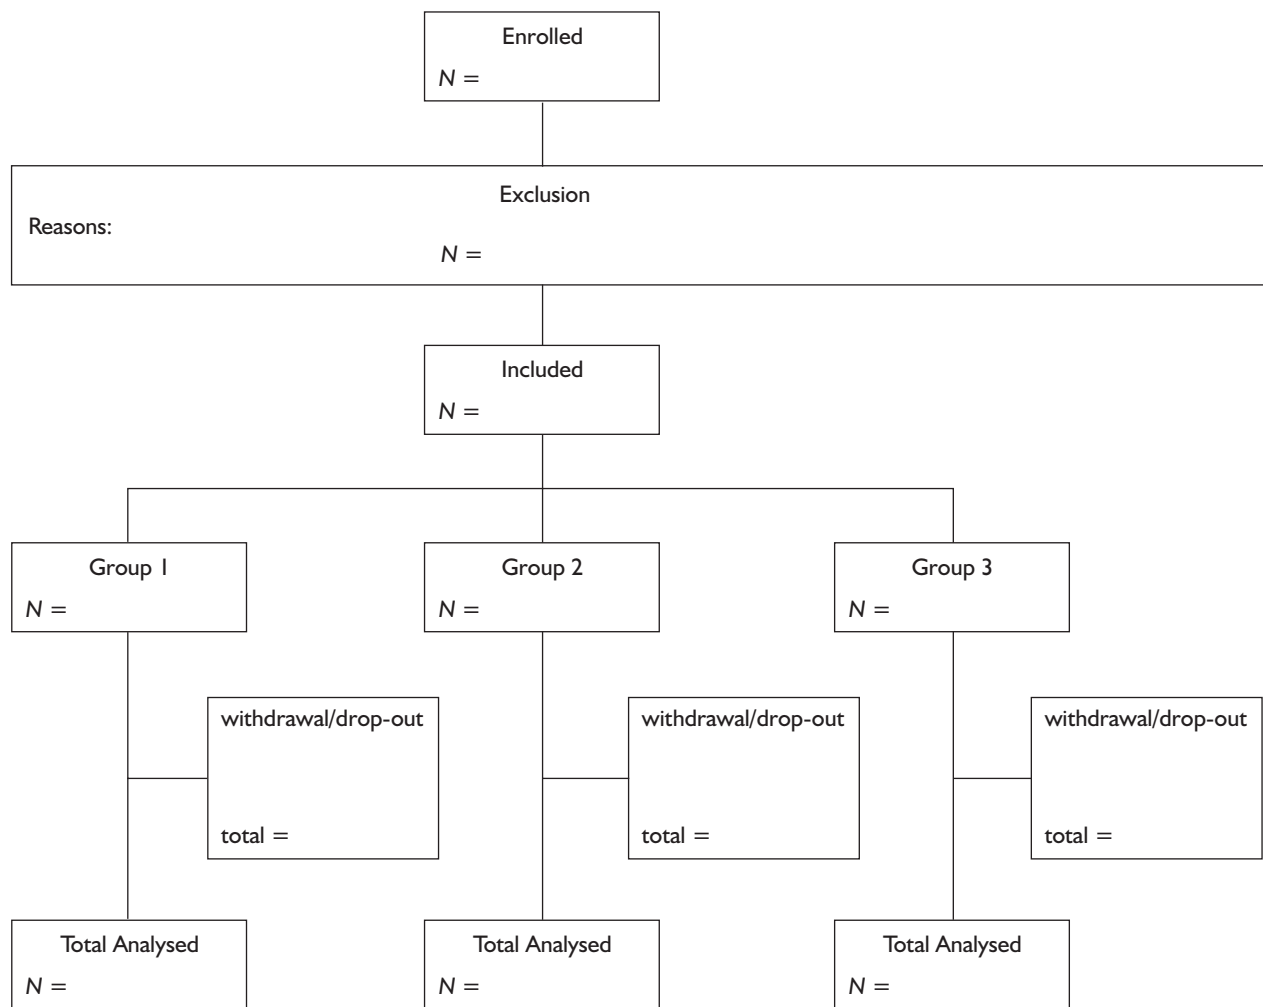 Enrolled
N =
Exclusion
Reasons:
N =
Included
N =
Group 1
N =
Group 2
N =
Group 3
N =
withdrawal/drop-out
total =
withdrawal/drop-out
total =
withdrawal/drop-out
total =
Total Analysed
N =
Total Analysed
N =
Total Analysed
N =